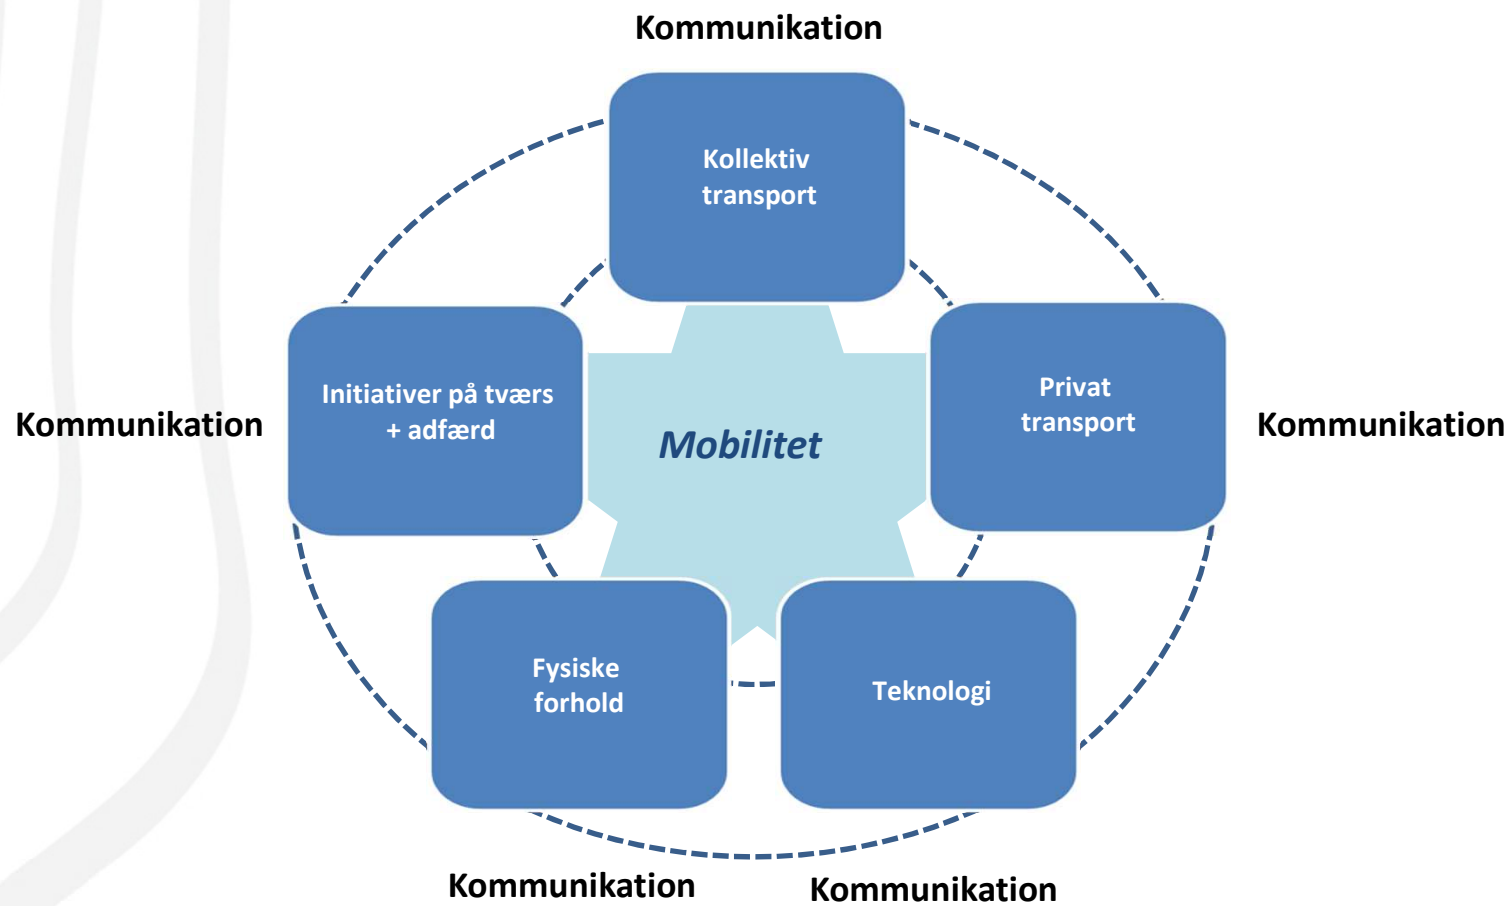 Kommunikation
Kollektiv
transport
Initiativer på tværs
+ adfærd
Privat
transport
Kommunikation
Mobilitet
Kommunikation
Fysiske
forhold
Teknologi
Kommunikation
Kommunikation